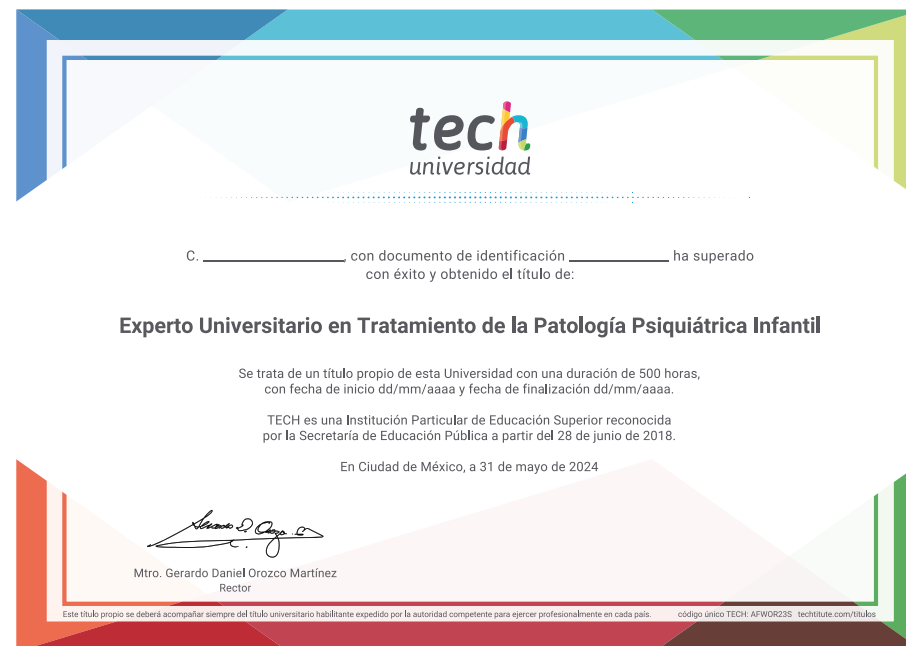 tech
universidad
C. ____________, con documento de identificación ____________ ha superado
con éxito y obtenido el título de:
Experto Universitario en Tratamiento de la Patología Psiquiátrica Infantil
Se trata de un título propio de esta Universidad con una duración de 500 horas,
con fecha de inicio dd/mm/aaaa y fecha de finalización dd/mm/aaaa.
TECH es una Institución Particular de Educación Superior reconocida
por la Secretaría de Educación Pública a partir del 28 de junio de 2018.
En Ciudad de México, a 31 de mayo de 2024
Mtro. Gerardo Daniel Orozco Martínez
Rector
Este título propio se deberá acompañar siempre del título universitario habilitante expedido por la autoridad competente para ejercer profesionalmente en cada país. código único TECH: AFWOR23S techtitute.com/titulos